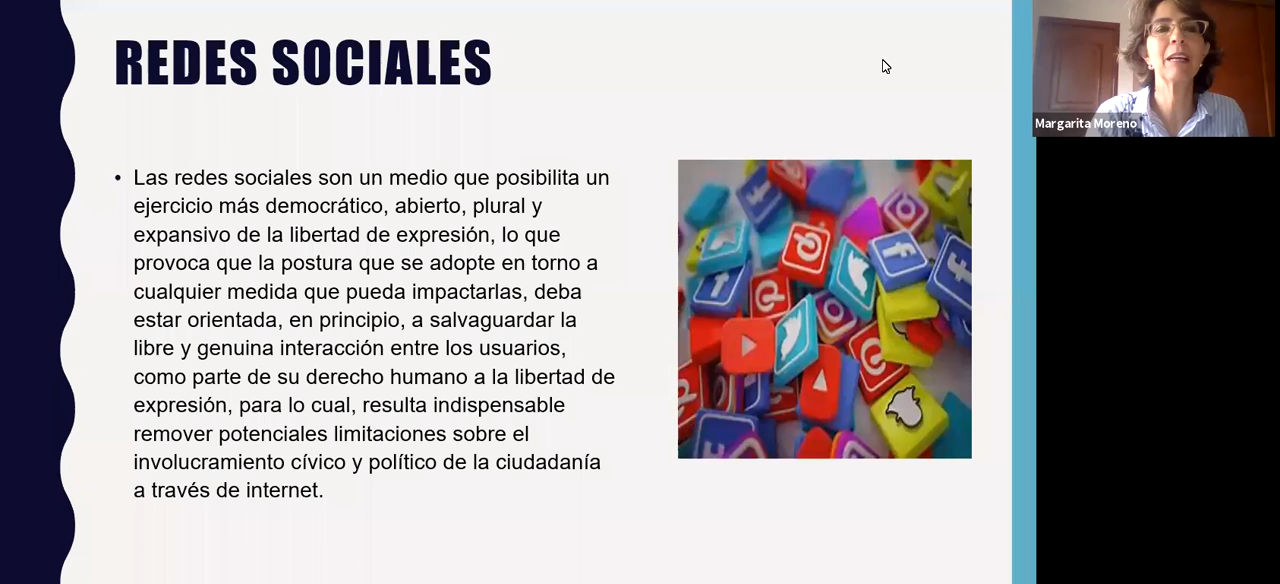 REDES SOCIALES
• Las redes sociales son un medio que posibilita un
ejercicio más democrático, abierto, plural y
expansivo de la libertad de expresión, lo que
provoca que la postura que se adopte en torno a
cualquier medida que pueda impactarlas, deba
estar orientada, en principio, a salvaguardar la
libre y genuina interacción entre los usuarios,
como parte de su derecho humano a la libertad de
expresión, para lo cual, resulta indispensable
remover potenciales limitaciones sobre el
involucramiento cívico y político de la ciudadanía
a través de internet.
Margarita Moreno